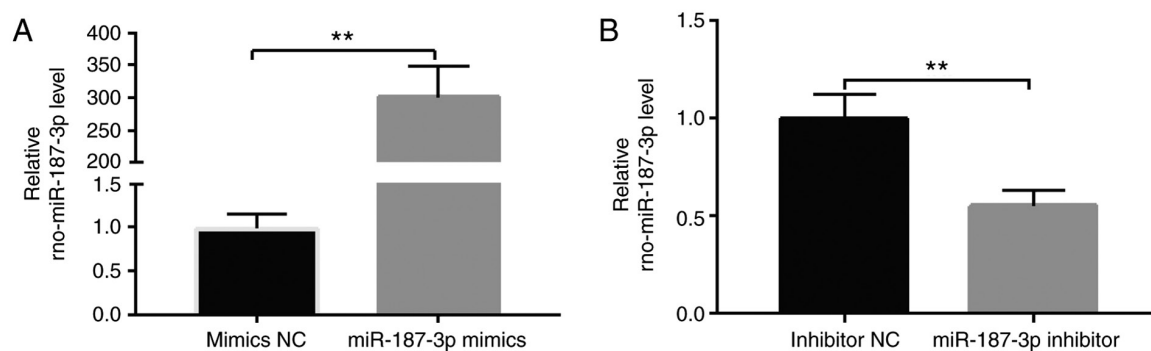 A
Relative
rno-miR-187-3p level
400
350
300
250
200
1.5
1.0
0.5
0.0
**
Mimics NC
miR-187-3p mimics
B
Relative
rno-miR-187-3p level
1.5
1.0
0.5
0.0
**
Inhibitor NC
miR-187-3p inhibitor